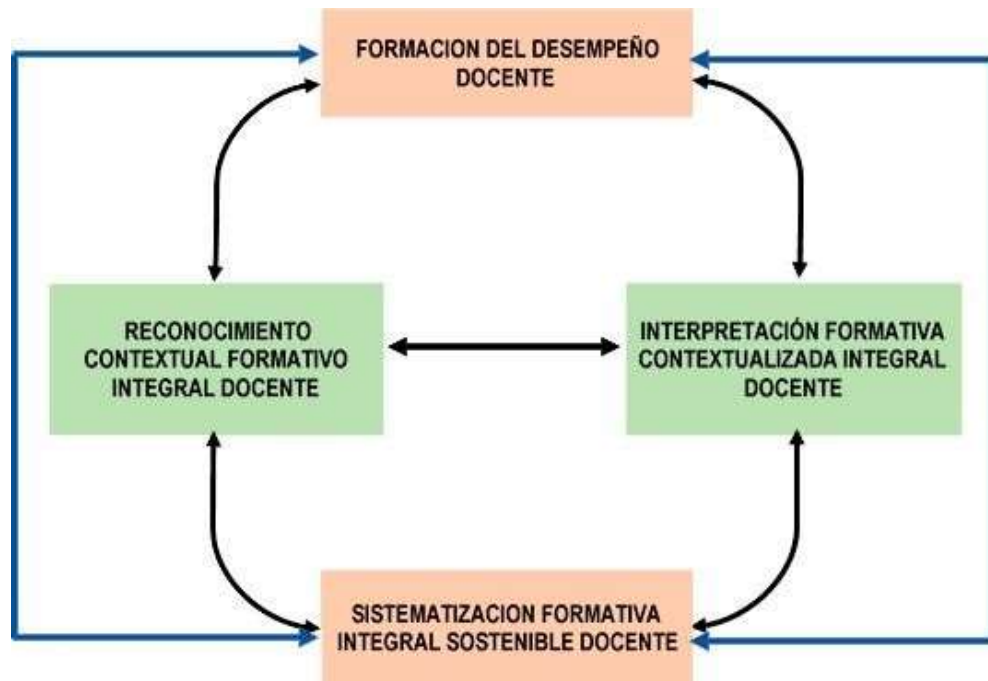 FORMACION DEL DESEMPEÑO
DOCENTE
RECONOCIMIENTO
CONTEXTUAL FORMATIVO
INTEGRAL DOCENTE
INTERPRETACIÓN FORMATIVA
CONTEXTUALIZADA INTEGRAL
DOCENTE
SISTEMATIZACION FORMATIVA
INTEGRAL SOSTENIBLE DOCENTE